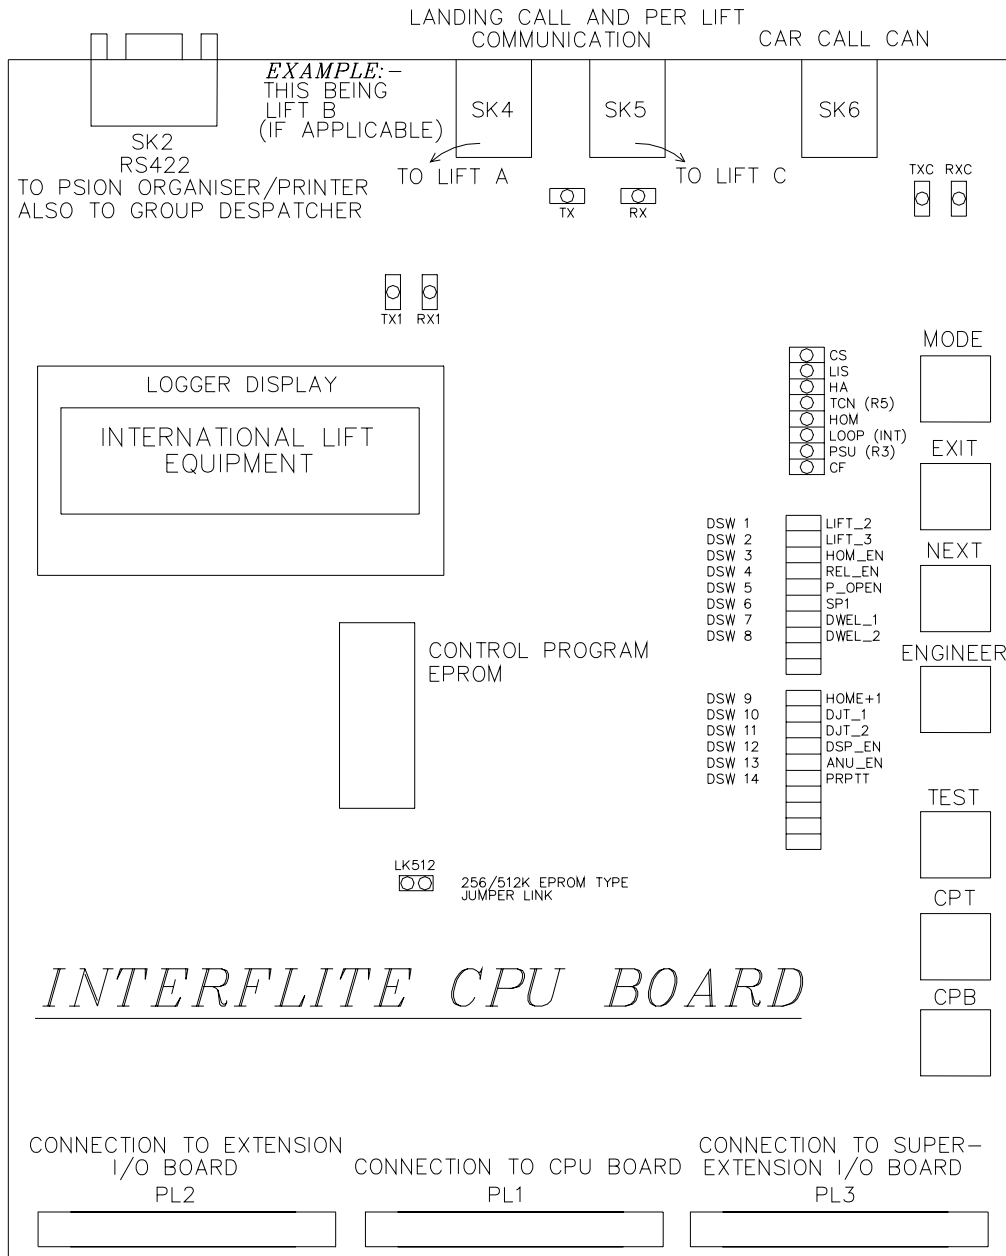 LANDING CALL AND PER LIFT
COMMUNICATION
CAR CALL CAN
EXAMPLE:-
THIS BEING
LIFT B
(IF APPLICABLE)
SK4
SK5
SK6
SK2
RS422
TO PSION ORGANISER/PRINTER
ALSO TO GROUP DESPATCHER
TO LIFT A
TO LIFT C
TX
RX
TXC
RXC
TX1
RX1
LOGGER DISPLAY
INTERNATIONAL LIFT
EQUIPMENT
CS
LIS
HA
TCN (R5)
HOM
LOOP (INT)
PSU (R3)
CF
MODE
EXIT
NEXT
ENGINEER
DSW 1 LIFT_2
DSW 2 LIFT_3
DSW 3 HOM_EN
DSW 4 REL_EN
DSW 5 P_OPEN
DSW 6 SP1
DSW 7 DWEL_1
DSW 8 DWEL_2
CONTROL PROGRAM
EPROM
DSW 9 HOME+1
DSW 10 DJT_1
DSW 11 DJT_2
DSW 12 DSP_EN
DSW 13 ANU_EN
DSW 14 PRPTT
TEST
CPT
CPB
LK512
256/512K EPROM TYPE
JUMPER LINK
INTERFLITE CPU BOARD
CONNECTION TO EXTENSION
I/O BOARD
PL2
CONNECTION TO CPU BOARD
PL1
CONNECTION TO SUPER-
EXTENSION I/O BOARD
PL3